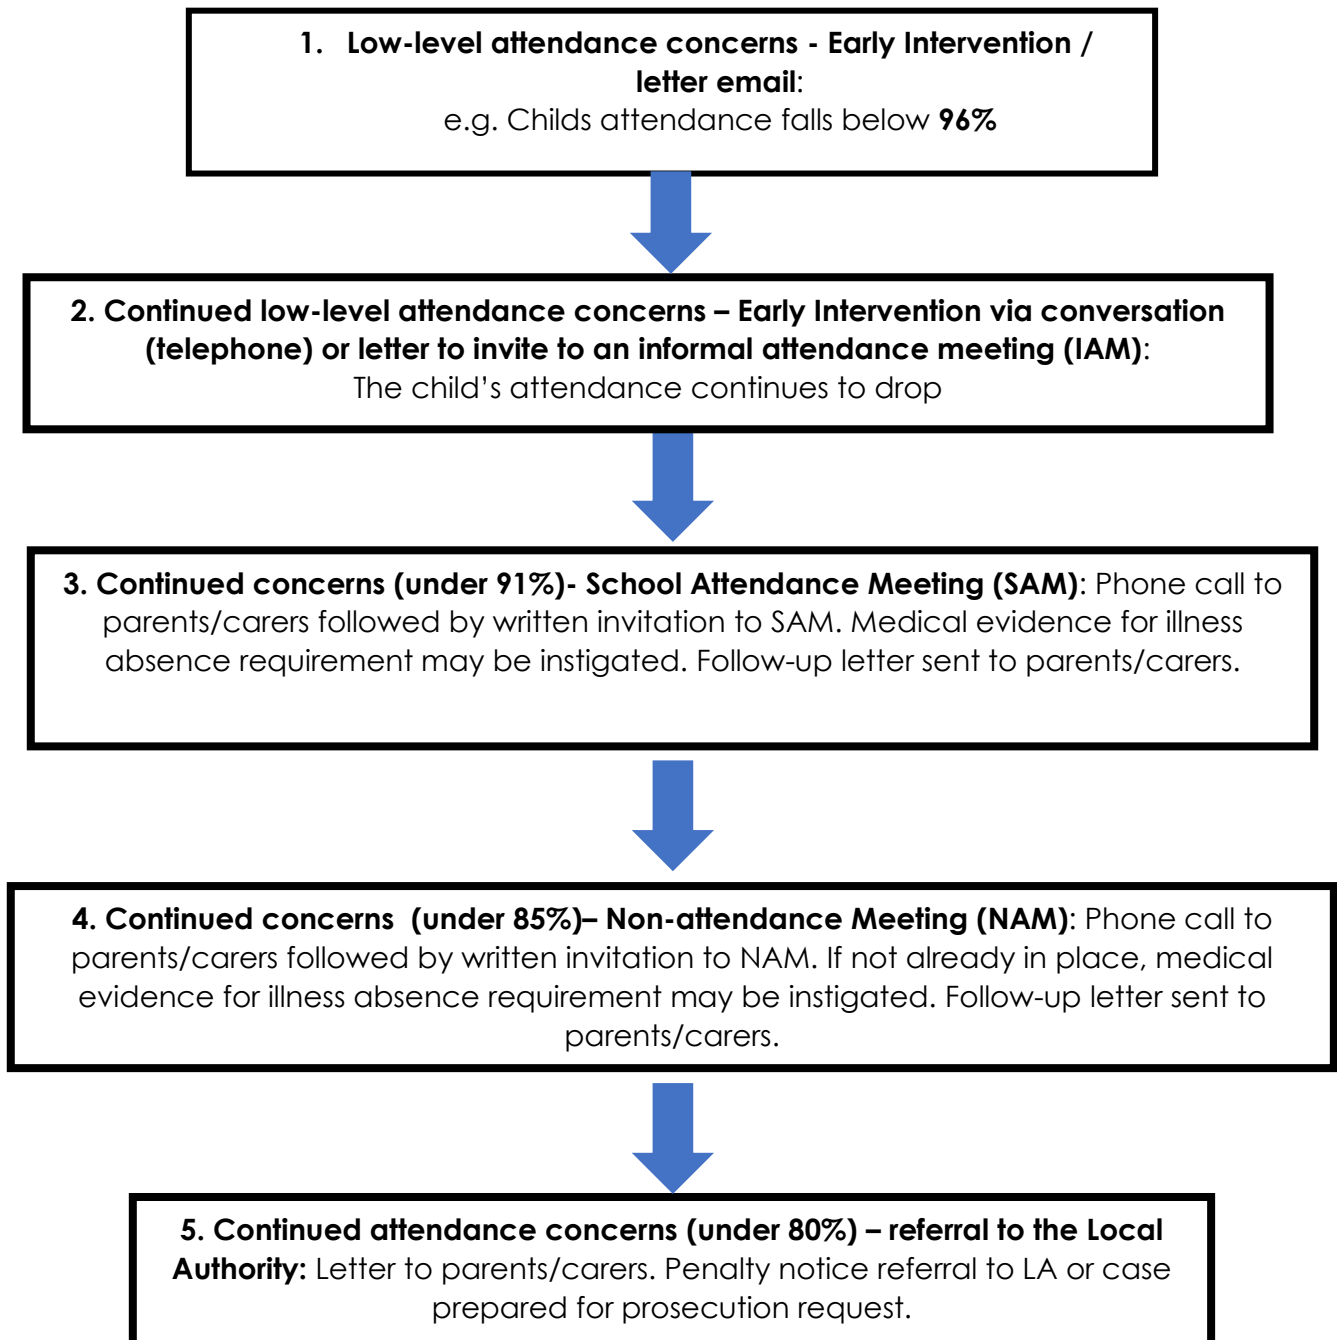 1. Low-level attendance concerns - Early Intervention /
letter email:
e.g. Childs attendance falls below 96%
2. Continued low-level attendance concerns – Early Intervention via conversation
(telephone) or letter to invite to an informal attendance meeting (IAM):
The child’s attendance continues to drop
3. Continued concerns (under 91%)- School Attendance Meeting (SAM): Phone call to
parents/carers followed by written invitation to SAM. Medical evidence for illness
absence requirement may be instigated. Follow-up letter sent to parents/carers.
4. Continued concerns  (under 85%)– Non-attendance Meeting (NAM): Phone call to
parents/carers followed by written invitation to NAM. If not already in place, medical
evidence for illness absence requirement may be instigated. Follow-up letter sent to
parents/carers.
5. Continued attendance concerns (under 80%) – referral to the Local
Authority: Letter to parents/carers. Penalty notice referral to LA or case
prepared for prosecution request.